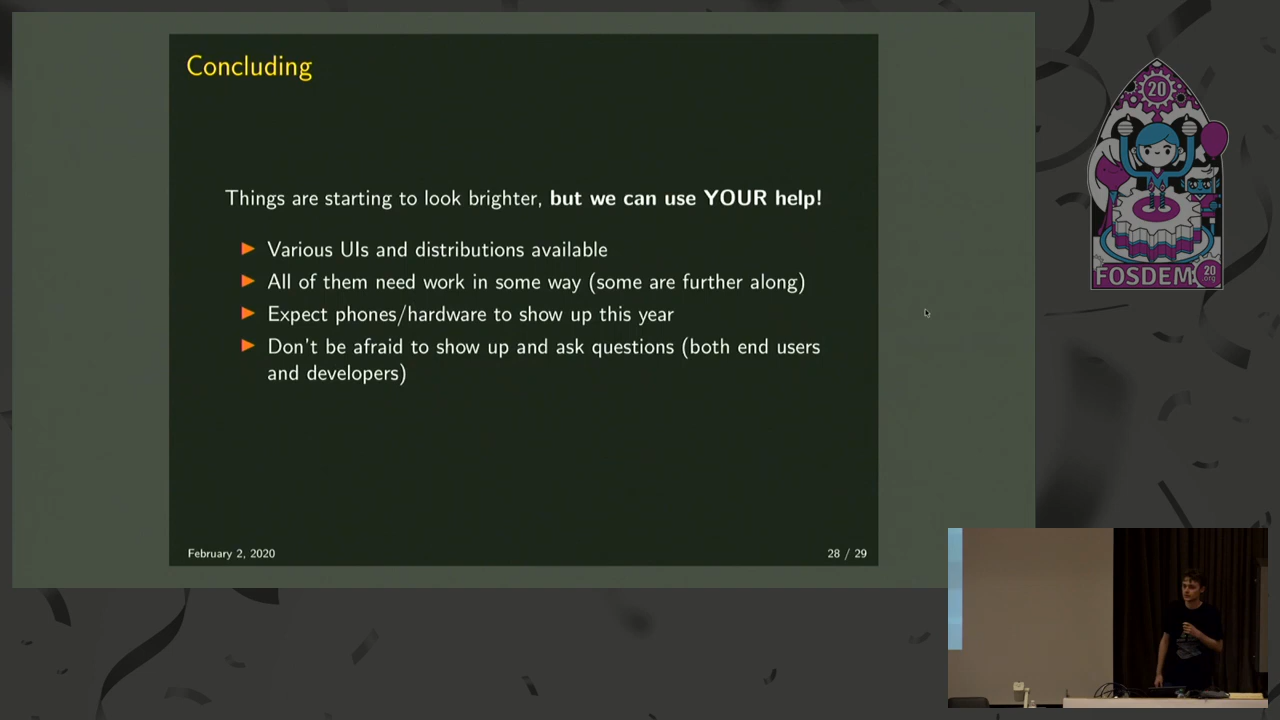 Concluding
Things are starting to look brighter, but we can use YOUR help!
Various UIs and distributions available
All of them need work in some way (some are further along)
Expect phones/hardware to show up this year
Don't be afraid to show up and ask questions (both end users
and developers)
February 2, 2020
28 / 29
20
FOSDEM
20
.org